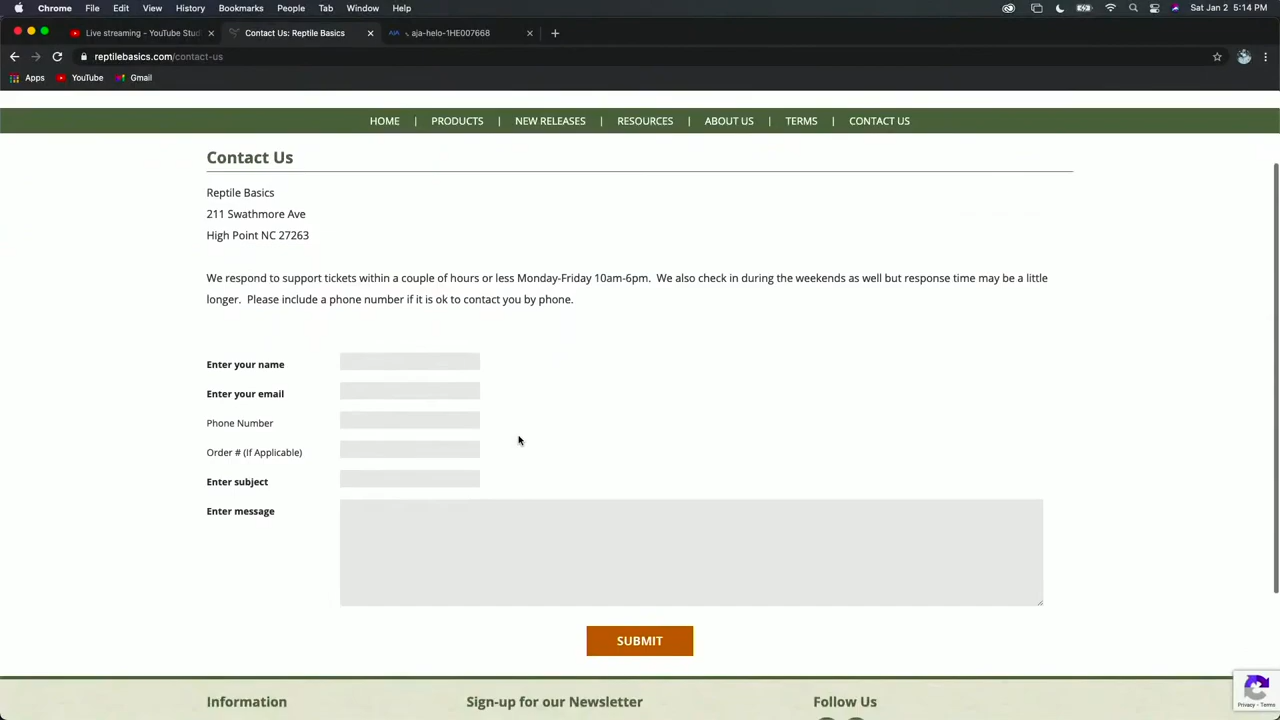 Chrome File Edit View History Bookmarks People Tab Window Help Sat Jan 2 5:14 PM
Live streaming - YouTube Stud Contact Us: Reptile Basics AJA aja-helo-1HE007668
reptilebasics.com/contact-us
Apps YouTube Gmail
HOME | PRODUCTS | NEW RELEASES | RESOURCES | ABOUT US | TERMS | CONTACT US
Contact Us
Reptile Basics
211 Swathmore Ave
High Point NC 27263
We respond to support tickets within a couple of hours or less Monday-Friday 10am-6pm. We also check in during the weekends as well but response time may be a little
longer. Please include a phone number if it is ok to contact you by phone.
Enter your name
Enter your email
Phone Number
Order # (If Applicable)
Enter subject
Enter message
SUBMIT
Information Sign-up for our Newsletter Follow Us
Privacy - Terms